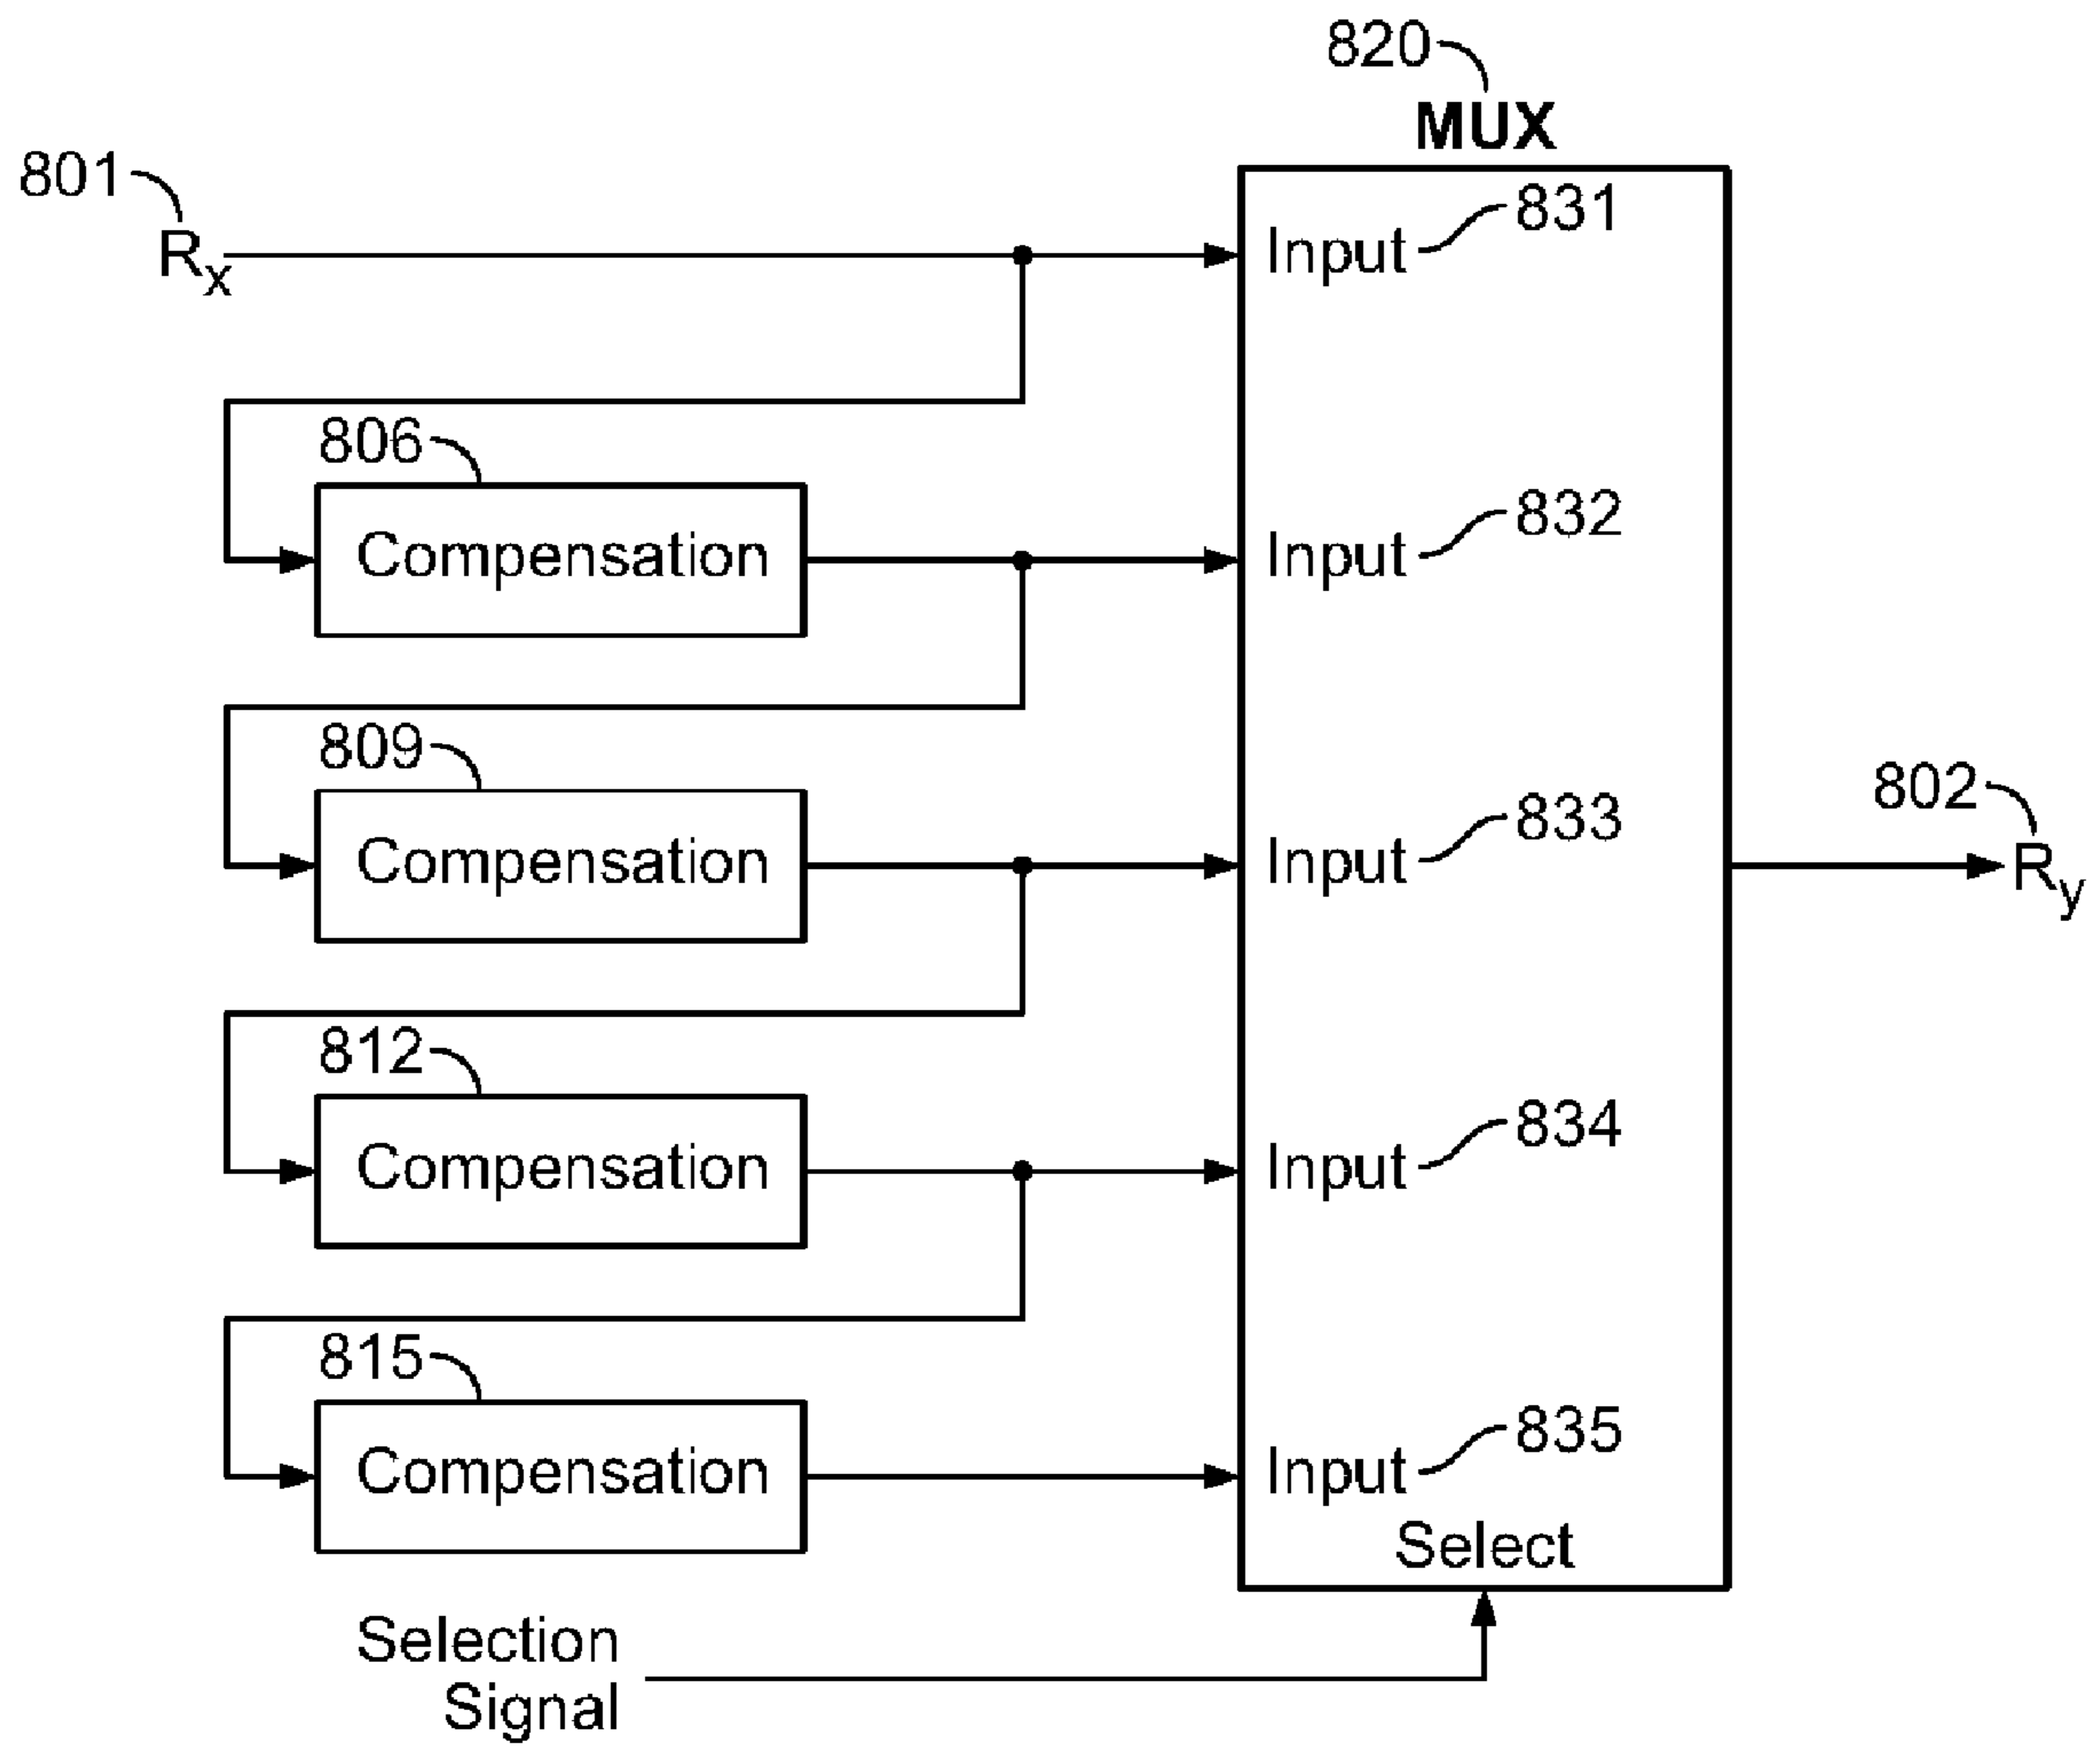 820
MUX
801
Rx
Input 831
806
Compensation
Input 832
809
Compensation
Input 833
802
Ry
812
Compensation
Input 834
815
Compensation
Input 835
Select
Selection
Signal